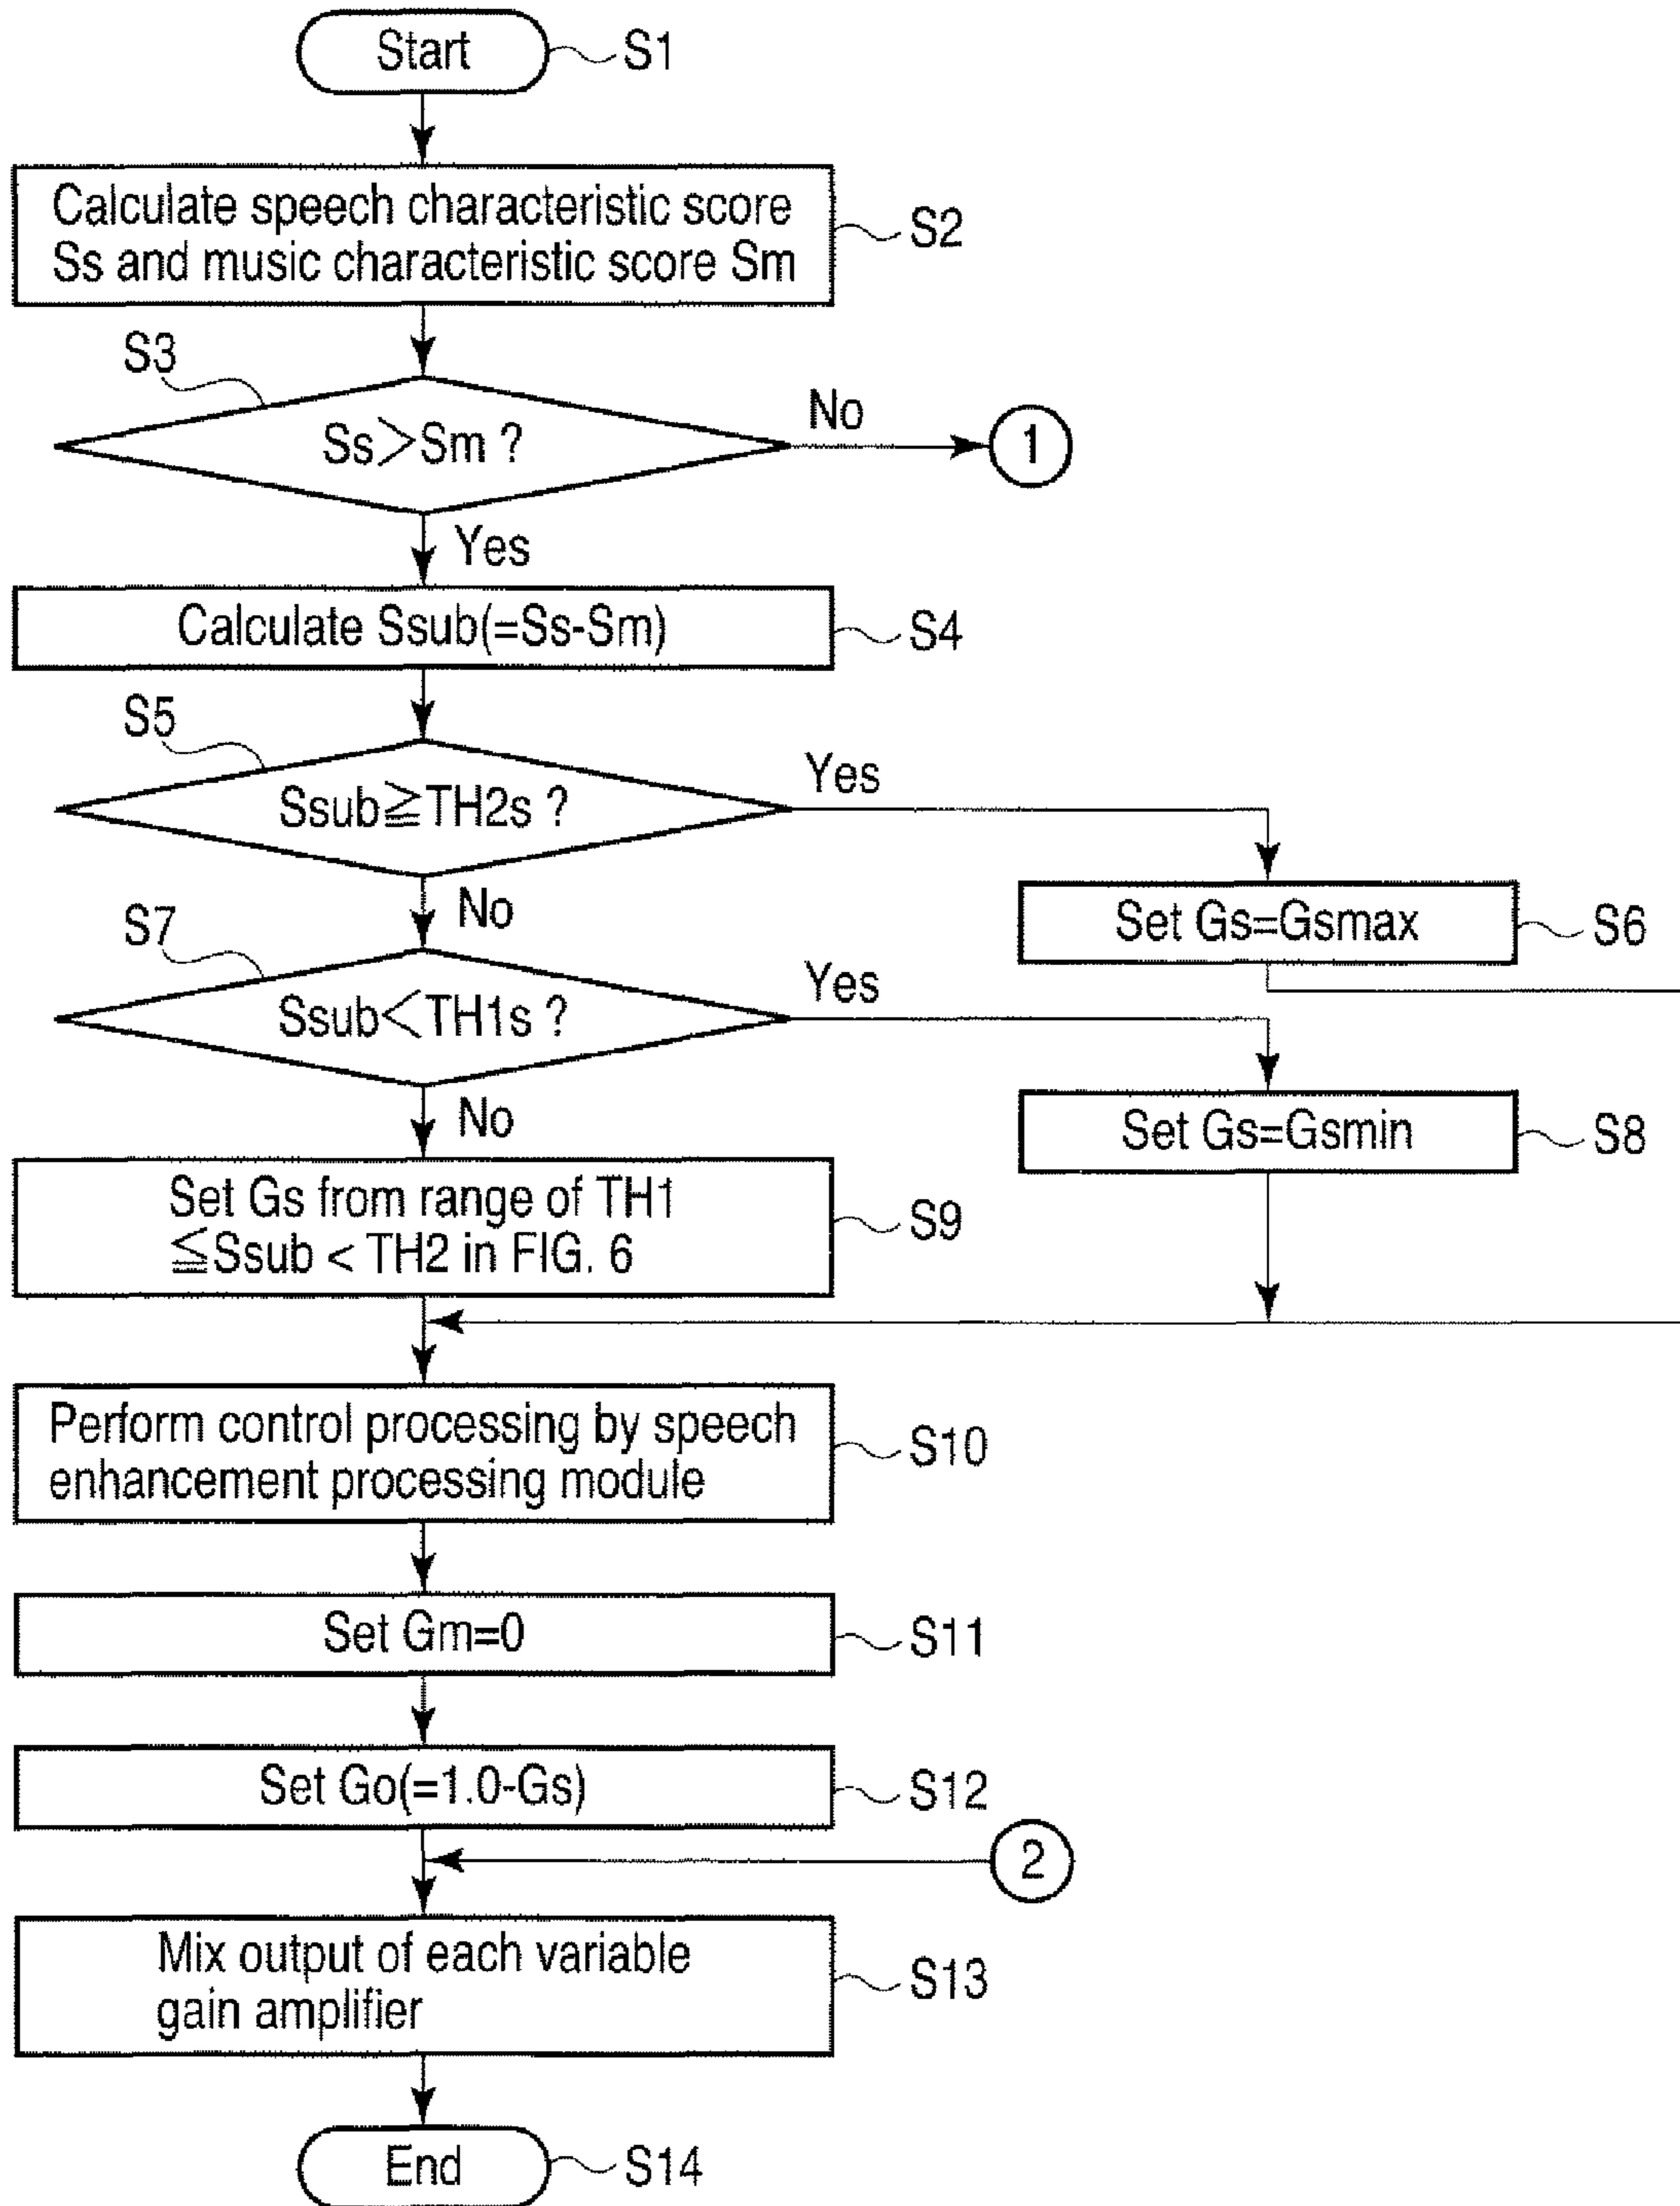 Start
S1
Calculate speech characteristic score
Ss and music characteristic score Sm
S2
S3
Ss>Sm ?
No
1
Yes
Calculate Ssub(=Ss-Sm)
S4
S5
Ssub≧TH2s ?
Yes
No
Set Gs=Gsmax
S6
S7
Ssub<TH1s ?
Yes
No
Set Gs=Gsmin
S8
Set Gs from range of TH1
≦Ssub < TH2 in FIG. 6
S9
Perform control processing by speech
enhancement processing module
S10
Set Gm=0
S11
Set Go(=1.0-Gs)
S12
2
Mix output of each variable
gain amplifier
S13
End
S14